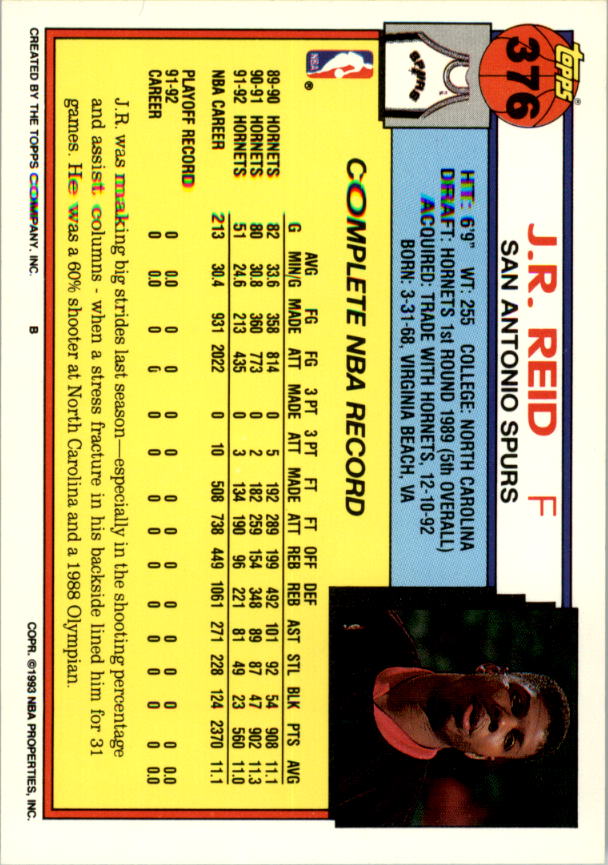 topps®
376
J.R. REID F
SAN ANTONIO SPURS
SPURS
HT: 6'9" WT: 255 COLLEGE: NORTH CAROLINA
DRAFT: HORNETS 1st ROUND 1989 (5th OVERALL)
ACQUIRED: TRADE WITH HORNETS, 12-10-92
BORN: 3-31-68, VIRGINIA BEACH, VA
NBA ®
COMPLETE NBA RECORD
AVG FG FG 3 PT 3 PT FT FT OFF DEF
G MIN/G MADE ATT MADE ATT MADE ATT REB REB AST STL BLK PTS AVG
89-90 HORNETS 82 33.6 358 814 0 5 192 289 199 492 101 92 54 908 11.1
90-91 HORNETS 80 30.8 360 773 0 2 182 259 154 348 89 87 47 902 11.3
91-92 HORNETS 51 24.6 213 435 0 3 134 190 96 221 81 49 23 560 11.0
NBA CAREER 213 30.4 931 2022 0 10 508 738 449 1061 271 228 124 2370 11.1
PLAYOFF RECORD
91-92 0 0.0 0 0 0 0 0 0 0 0 0 0 0 0 0.0
CAREER 0 0.0 0 0 0 0 0 0 0 0 0 0 0 0 0.0
J.R. was making big strides last season—especially in the shooting percentage
and assist columns - when a stress fracture in his backside lined him for 31
games. He was a 60% shooter at North Carolina and a 1988 Olympian.
CREATED BY THE TOPPS COMPANY, INC. B COPR. ©1993 NBA PROPERTIES, INC.